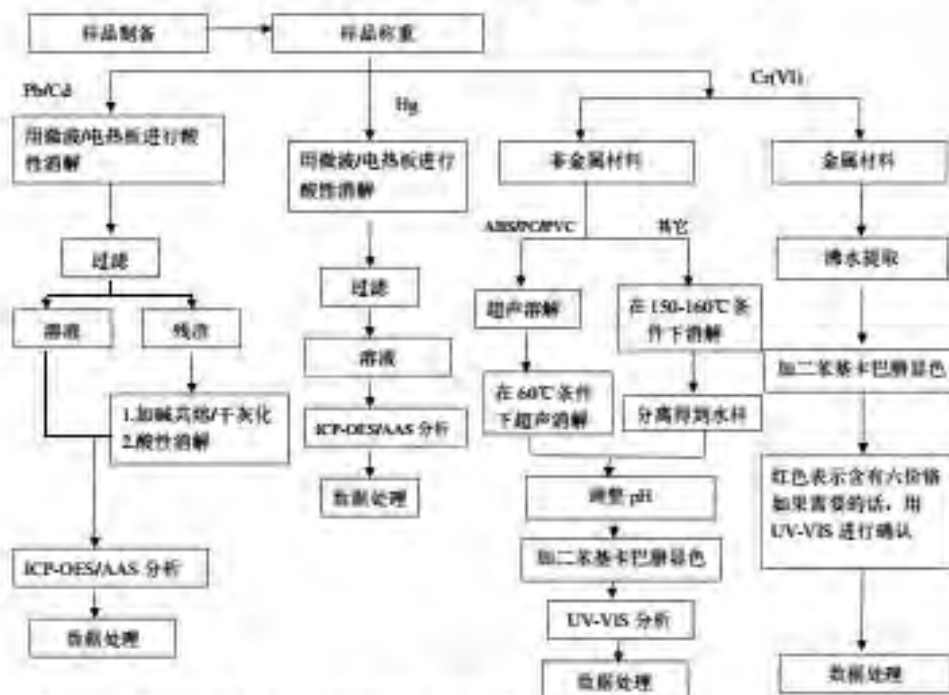 样品制备
样品称重
Pb/Cd
Hg
Cr(VI)
用微波/电热板进行酸
性消解
用微波/电热板进行
酸性消解
非金属材料
金属材料
ABS/PC/PVC
其它
过滤
沸水提取
过滤
超声溶解
在150-160℃条
件下消解
溶液
残渣
溶液
加二苯基卡巴肼显色
在60℃条件
下超声消解
分离得到水料
1.加碱共熔/干灰化
2.酸性消解
ICP-OES/AAS 分析
数据处理
调整 pH
红色表示含有六价铬
如果需要的话,用
UV-VIS 进行确认
ICP-OES/AAS 分析
加二苯基卡巴肼显色
数据处理
UV-VIS 分析
数据处理
数据处理